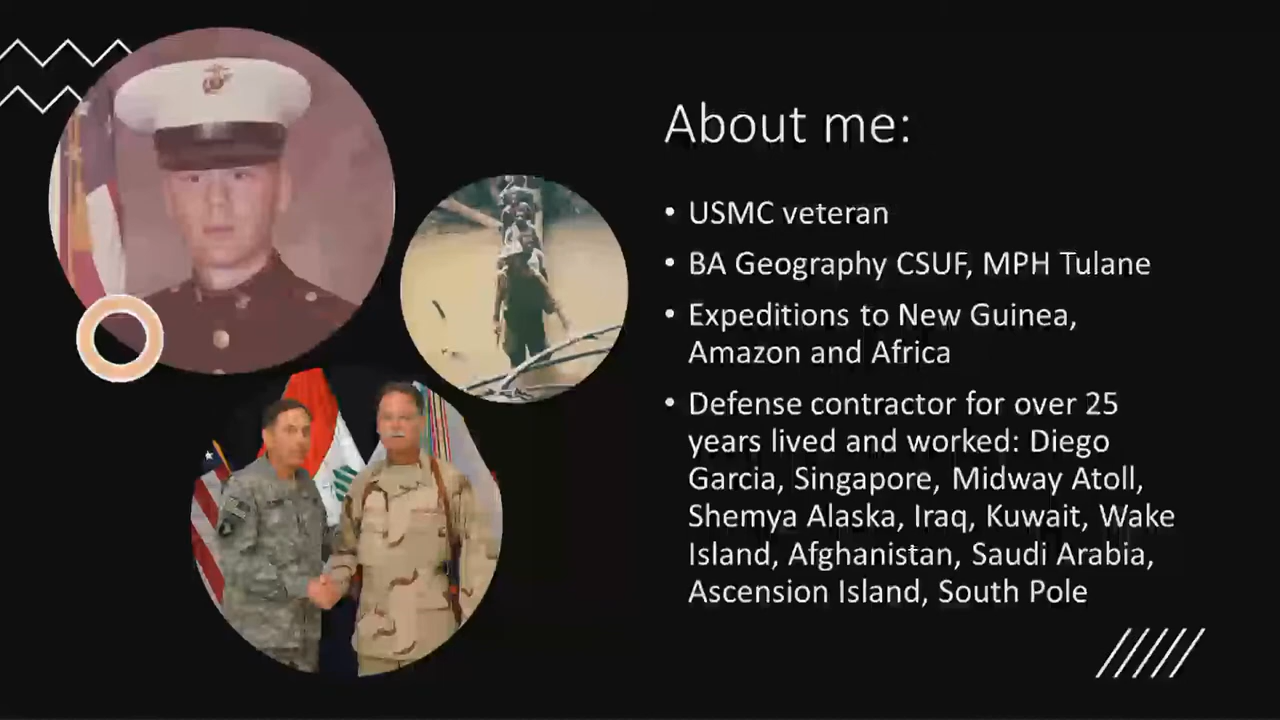 About me:
• USMC veteran
• BA Geography CSUF, MPH Tulane
• Expeditions to New Guinea,
Amazon and Africa
• Defense contractor for over 25
years lived and worked: Diego
Garcia, Singapore, Midway Atoll,
Shemya Alaska, Iraq, Kuwait, Wake
Island, Afghanistan, Saudi Arabia,
Ascension Island, South Pole